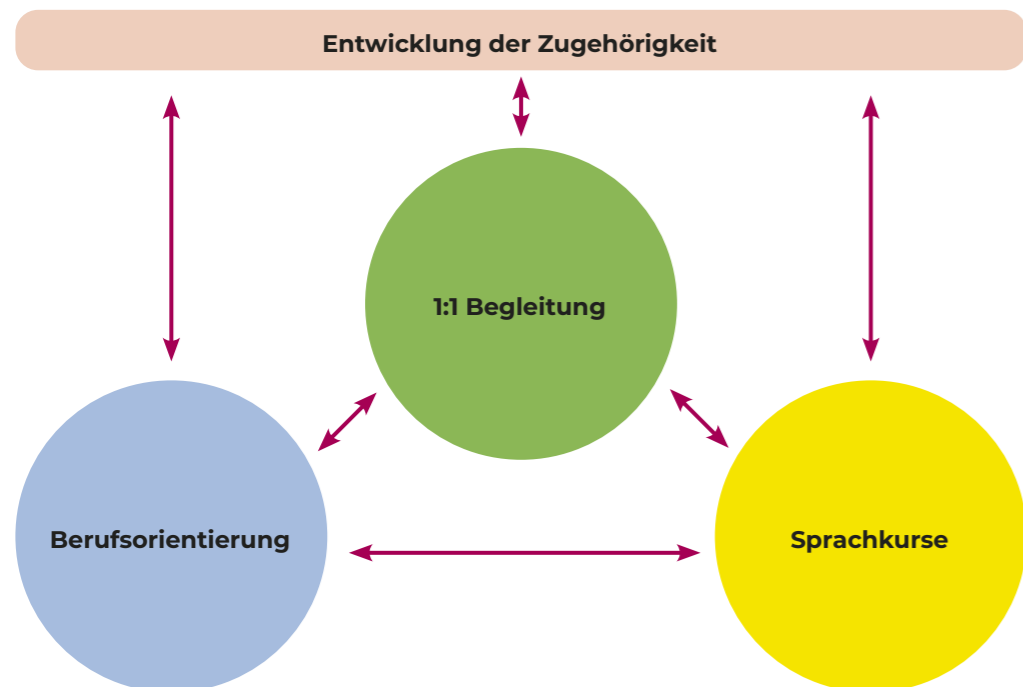 Entwicklung der Zugehörigkeit
1:1 Begleitung
Berufsorientierung
Sprachkurse